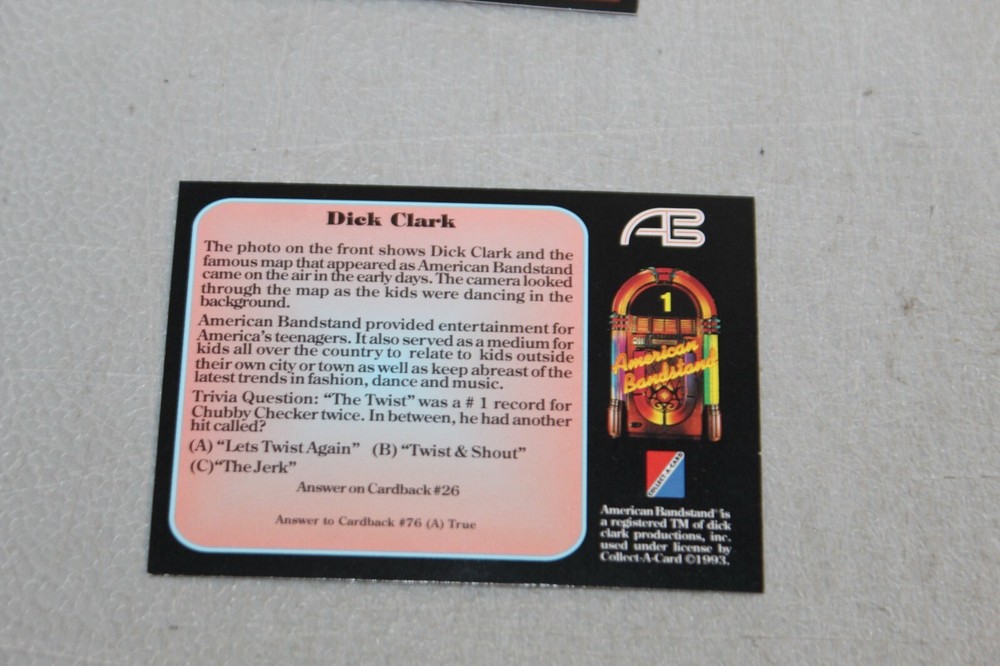 Dick Clark
The photo on the front shows Dick Clark and the
famous map that appeared as American Bandstand
came on the air in the early days. The camera looked
through the map as the kids were dancing in the
background.
American Bandstand provided entertainment for
America's teenagers. It also served as a medium for
kids all over the country to relate to kids outside
their own city or town as well as keep abreast of the
latest trends in fashion, dance and music.
Trivia Question: "The Twist" was a # 1 record for
Chubby Checker twice. In between, he had another
hit called?
(A) "Lets Twist Again" (B) "Twist & Shout"
(C)"The Jerk"
Answer on Cardback #26
Answer to Cardback #76 (A) True
AB
1
American
Bandstand
COLLECT-A-CARD
American Bandstand® is
a registered TM of dick
clark productions, inc.
used under license by
Collect-A-Card ©1993.